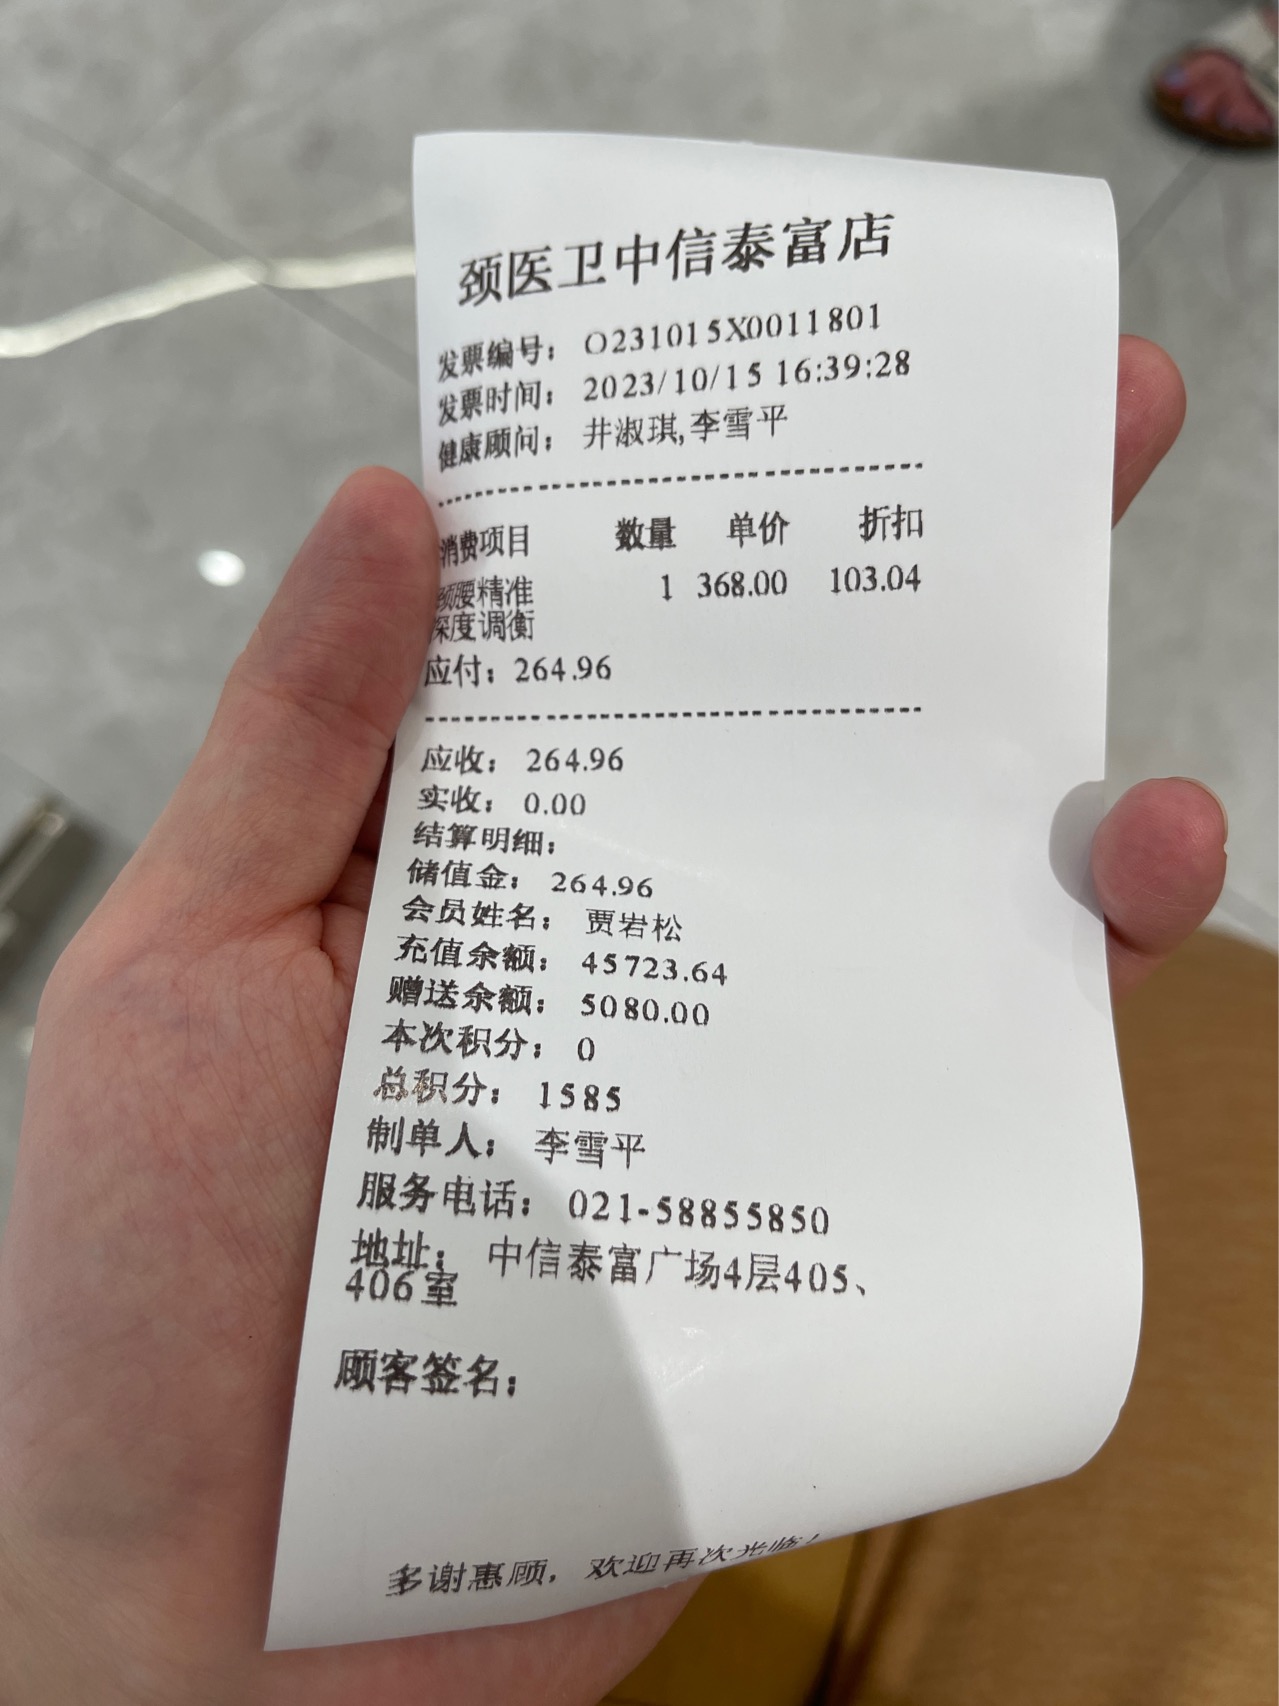 颈医卫中信泰富店
发票编号： O231015X0011801
发票时间： 2023/10/15 16:39:28
健康顾问： 井淑琪,李雪平
消费项目 数量 单价 折扣
颈腰精准 1 368.00 103.04
深度调衡
应付：264.96
应收： 264.96
实收： 0.00
结算明细：
储值金： 264.96
会员姓名： 贾岩松
充值余额： 45723.64
赠送余额： 5080.00
本次积分： 0
总积分： 1585
制单人： 李雪平
服务电话： 021-58855850
地址： 中信泰富广场4层405、
406室
顾客签名：
多谢惠顾，欢迎再次光临！